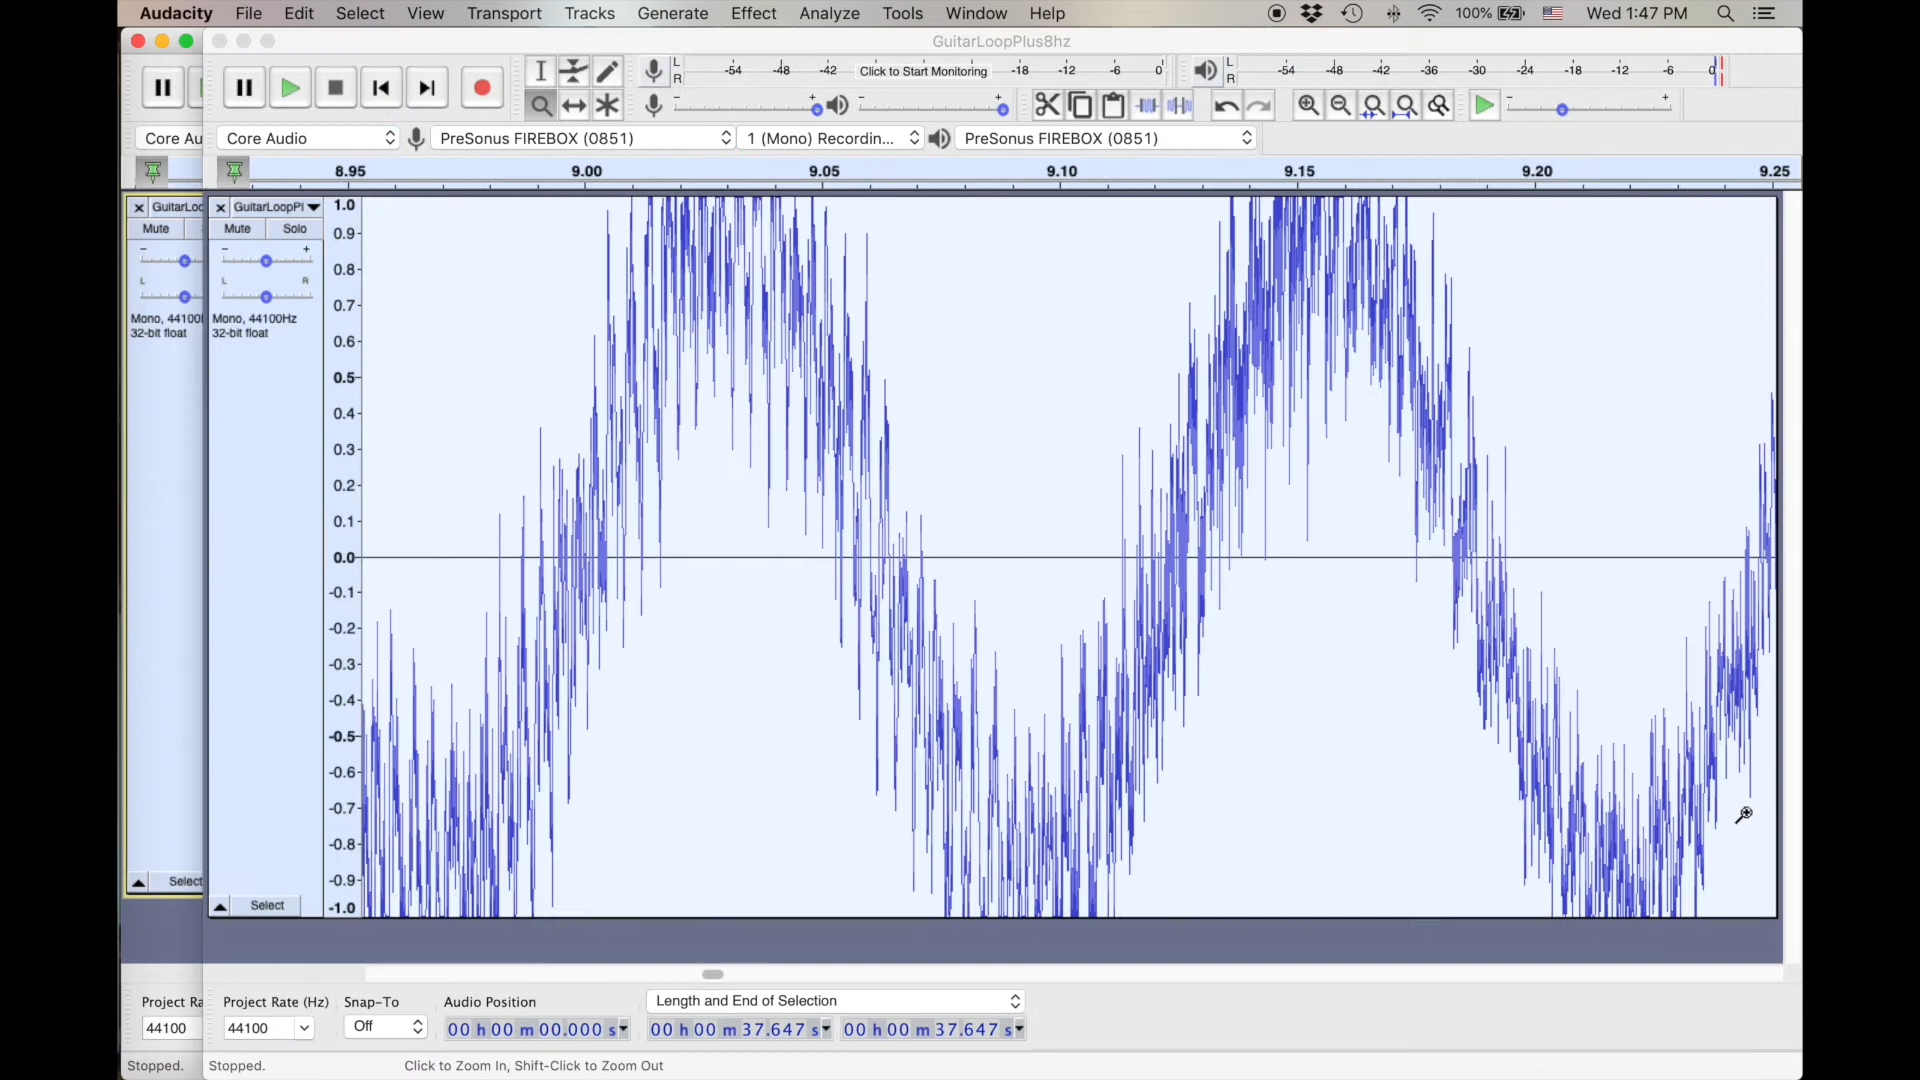 Audacity File Edit Select View Transport Tracks Generate Effect Analyze Tools Window Help 100% Wed 1:47 PM
GuitarLoopPlus8hz
L -54 -48 -42 Click to Start Monitoring -18 -12 -6 0 L -54 -48 -42 -36 -30 -24 -18 -12 -6 0
R R
- + - + - +
Core Au Core Audio PreSonus FIREBOX (0851) 1 (Mono) Recordin... PreSonus FIREBOX (0851)
8.95 9.00 9.05 9.10 9.15 9.20 9.25
GuitarLoo GuitarLoopPl 1.0
Mute Mute Solo 0.9
- - +
0.8
L L R
0.7
Mono, 44100 Mono, 44100Hz
32-bit float 32-bit float
0.6
0.5
0.4
0.3
0.2
0.1
0.0
-0.1
-0.2
-0.3
-0.4
-0.5
-0.6
-0.7
-0.8
-0.9
Select Select
-1.0
Project Ra Project Rate (Hz) Snap-To Audio Position Length and End of Selection
44100 44100 Off 00 h 00 m 00.000 s 00 h 00 m 37.647 s 00 h 00 m 37.647 s
Stopped. Stopped. Click to Zoom In, Shift-Click to Zoom Out